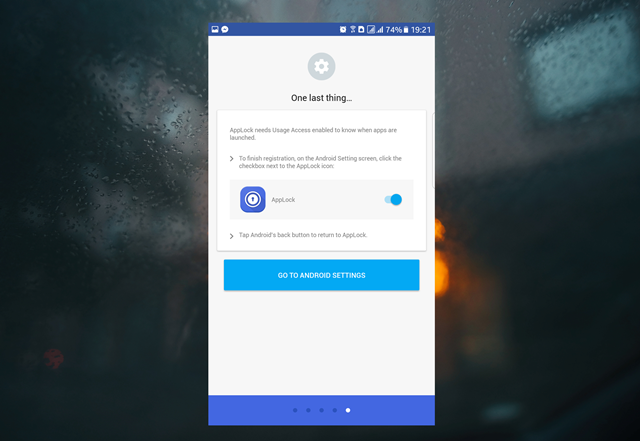 74% 19:21
One last thing...
AppLock needs Usage Access enabled to know when apps are
launched.
To finish registration, on the Android Setting screen, click the
checkbox next to the AppLock icon:
AppLock
Tap Android's back button to return to AppLock.
GO TO ANDROID SETTINGS